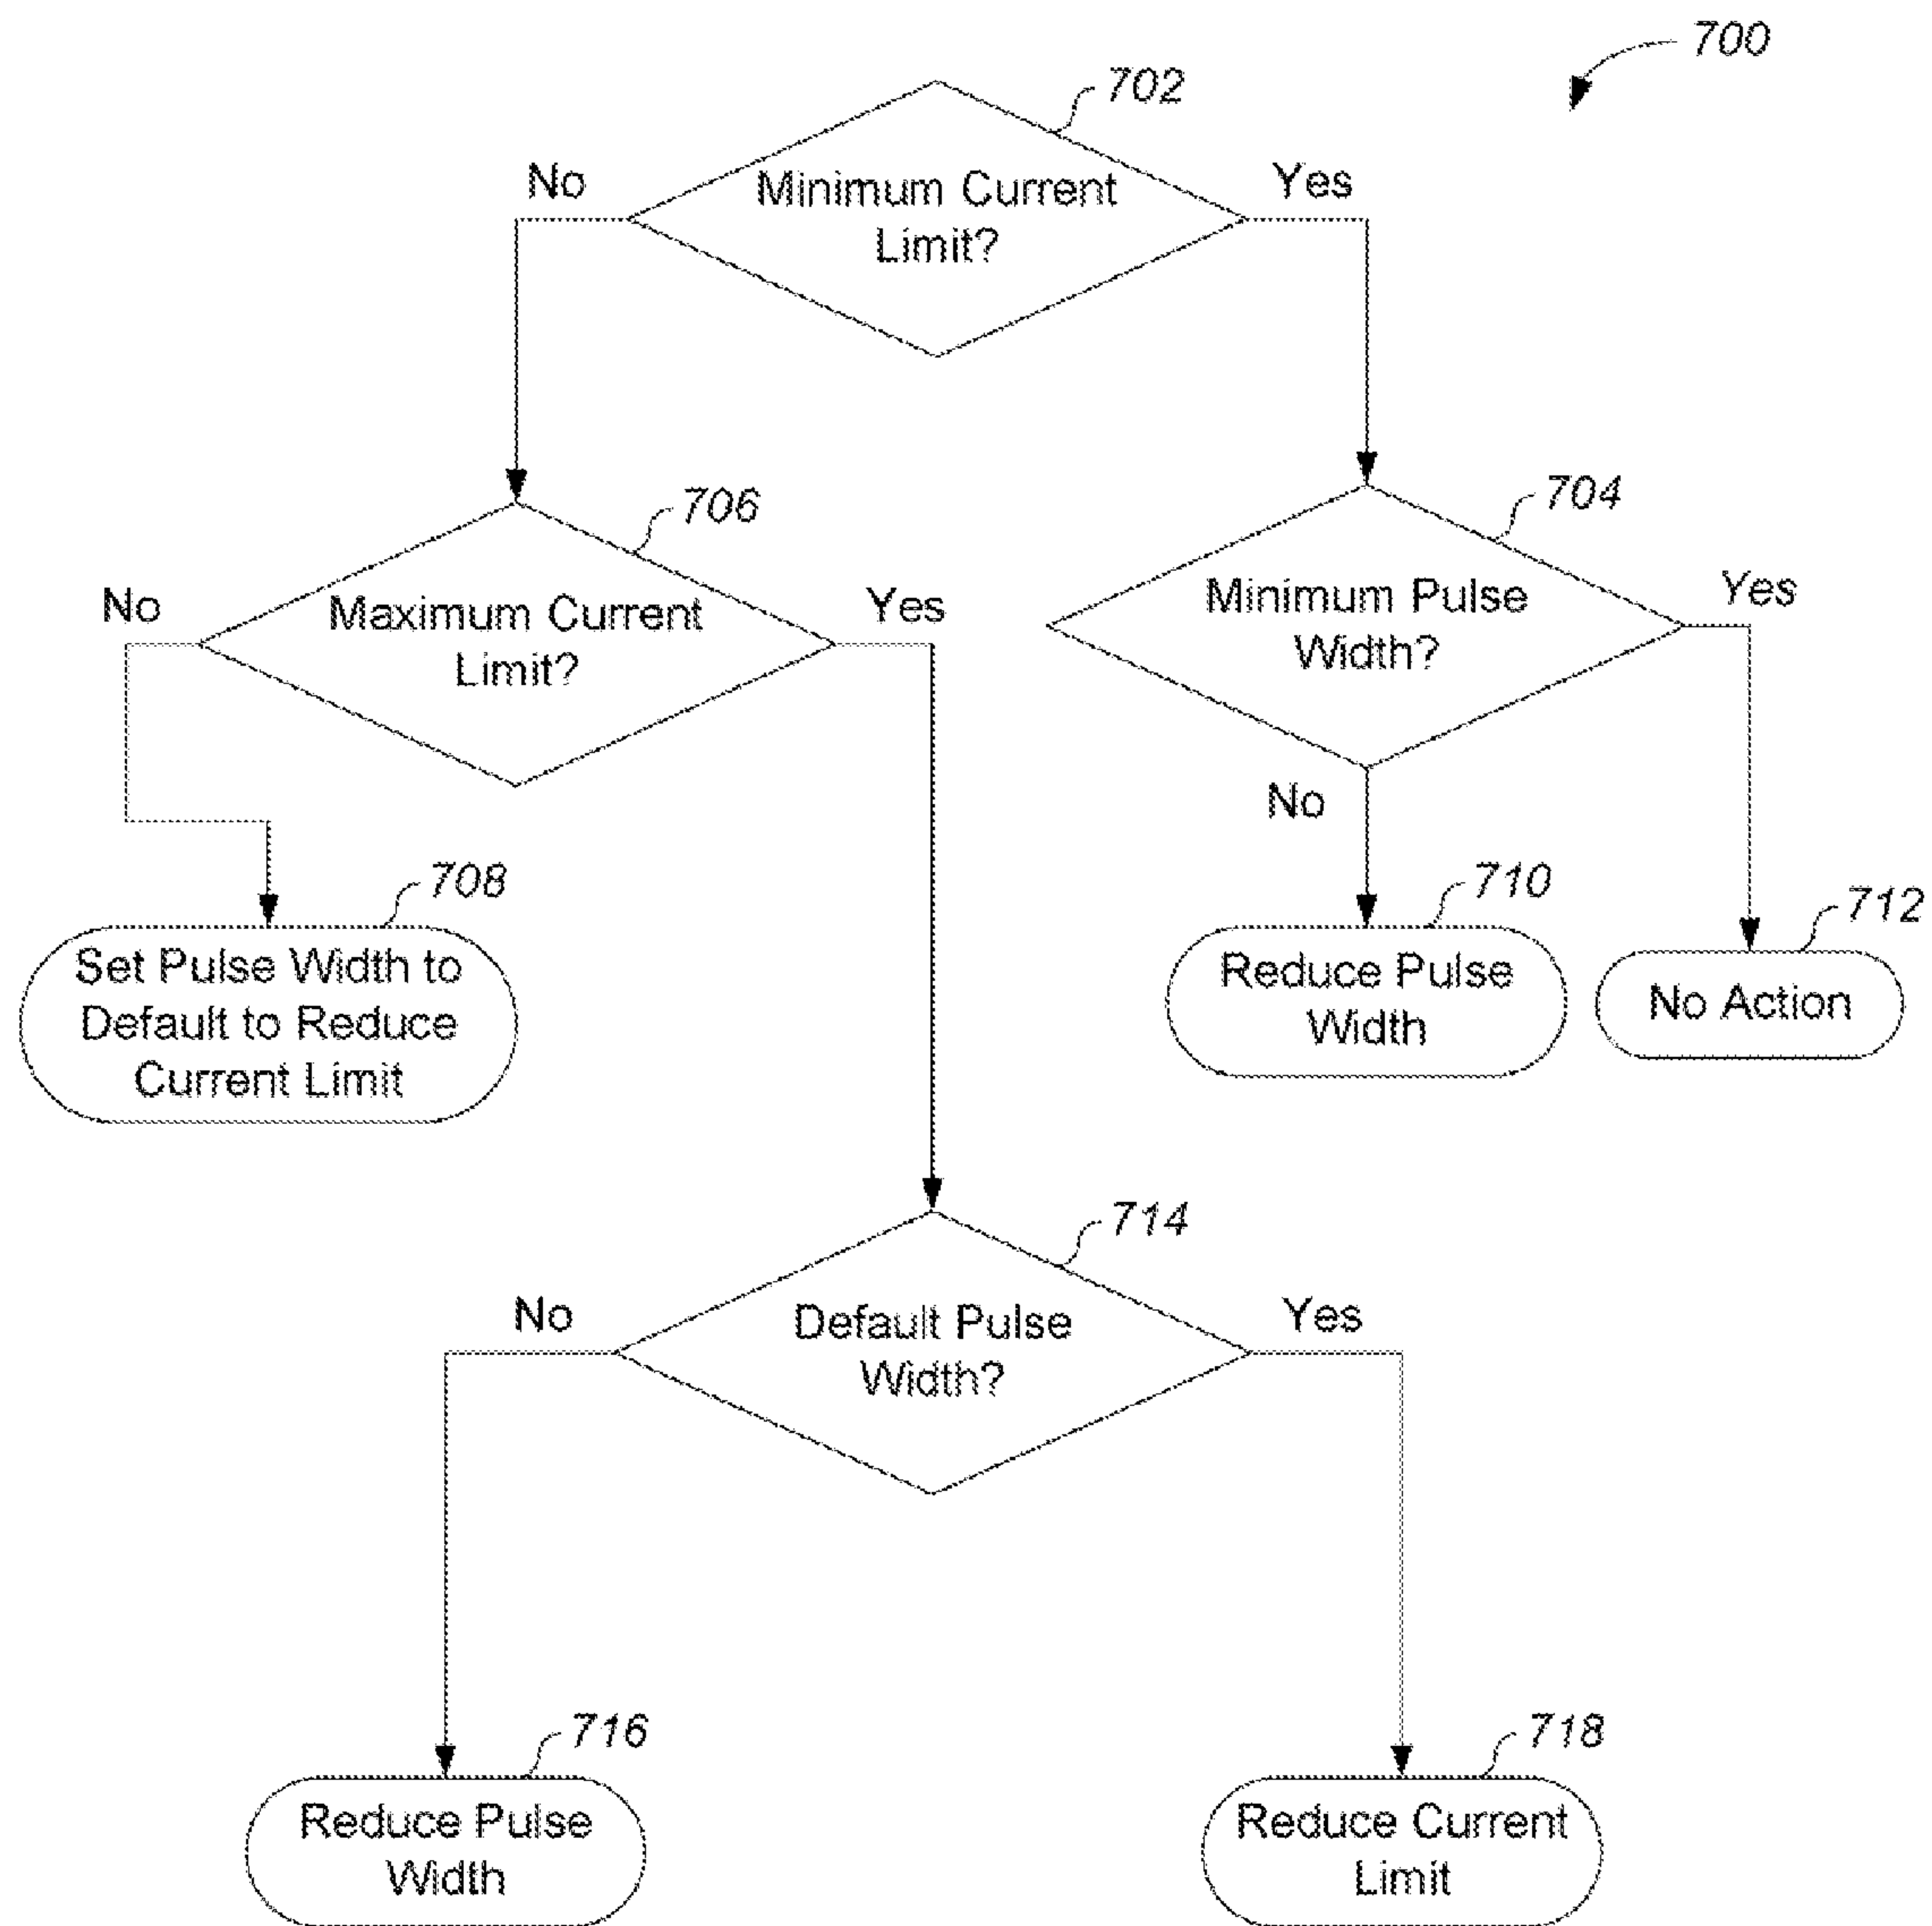 700
702
No
Minimum Current
Limit?
Yes
706
704
No
Maximum Current
Limit?
Yes
Minimum Pulse
Width?
Yes
No
708
Set Pulse Width to
Default to Reduce
Current Limit
710
Reduce Pulse
Width
712
No Action
714
No
Default Pulse
Width?
Yes
716
Reduce Pulse
Width
718
Reduce Current
Limit